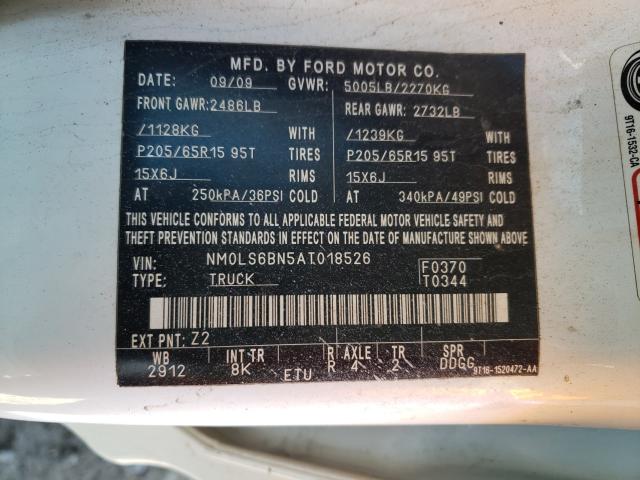 MFD. BY FORD MOTOR CO.
DATE: 09/09 GVWR: 5005LB/2270KG
FRONT GAWR: 2486LB REAR GAWR: 2732LB
/1128KG WITH /1239KG WITH
P205/65R15 95T TIRES P205/65R15 95T TIRES
15X6J RIMS 15X6J RIMS
AT 250kPA/36PSI COLD AT 340kPA/49PSI COLD
THIS VEHICLE CONFORMS TO ALL APPLICABLE FEDERAL MOTOR VEHICLE SAFETY AND
THEFT PREVENTION STANDARDS IN EFFECT ON THE DATE OF MANUFACTURE SHOWN ABOVE.
VIN: NM0LS6BN5AT018526 F0370
TYPE: TRUCK T0344
EXT PNT: Z2
WB INT TR R AXLE TR SPR
2912 8K ETU R 4 2 DDGG
9T16-1520472-AA
9T16-1532-GA